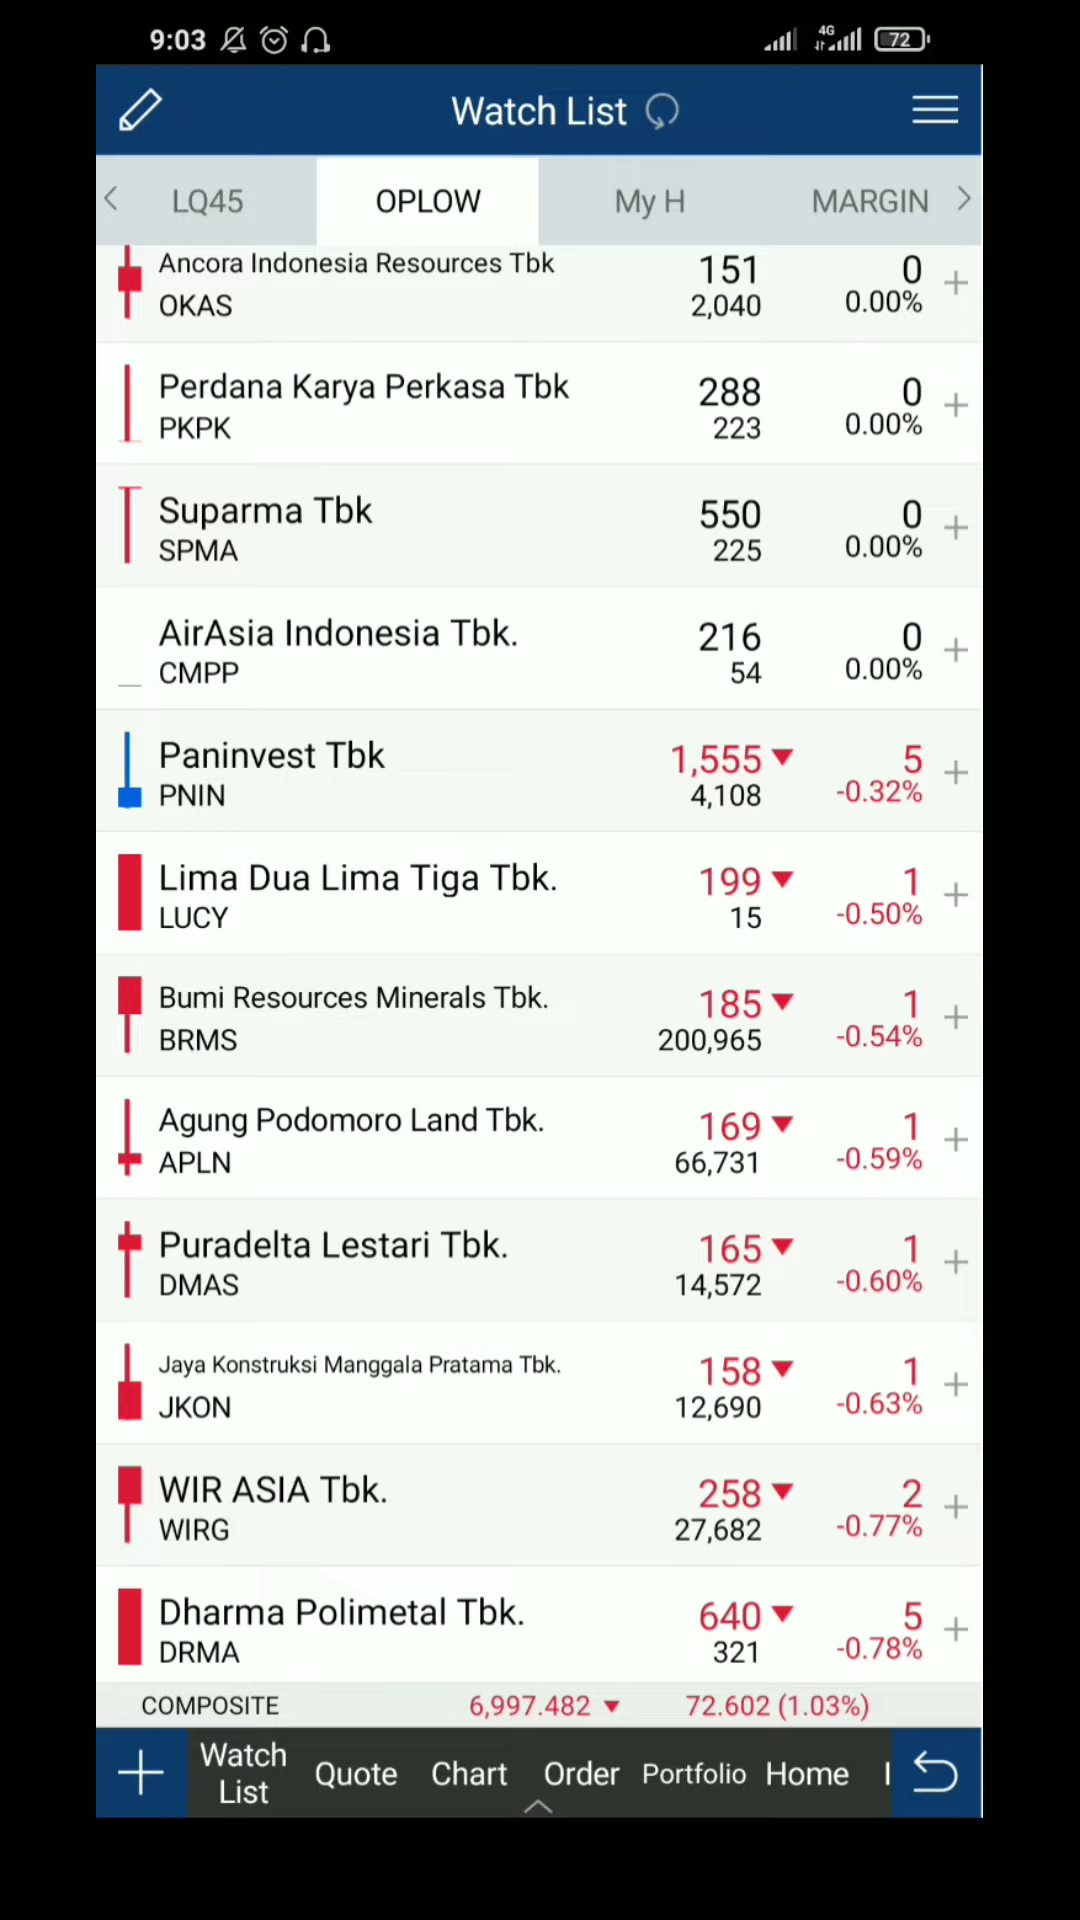 9:03 4G 72
Watch List
LQ45 OPLOW My H MARGIN
Ancora Indonesia Resources Tbk 151 0
OKAS 2,040 0.00%
Perdana Karya Perkasa Tbk 288 0
PKPK 223 0.00%
Suparma Tbk 550 0
SPMA 225 0.00%
AirAsia Indonesia Tbk. 216 0
CMPP 54 0.00%
Paninvest Tbk 1,555 ▼ 5
PNIN 4,108 -0.32%
Lima Dua Lima Tiga Tbk. 199 ▼ 1
LUCY 15 -0.50%
Bumi Resources Minerals Tbk. 185 ▼ 1
BRMS 200,965 -0.54%
Agung Podomoro Land Tbk. 169 ▼ 1
APLN 66,731 -0.59%
Puradelta Lestari Tbk. 165 ▼ 1
DMAS 14,572 -0.60%
Jaya Konstruksi Manggala Pratama Tbk. 158 ▼ 1
JKON 12,690 -0.63%
WIR ASIA Tbk. 258 ▼ 2
WIRG 27,682 -0.77%
Dharma Polimetal Tbk. 640 ▼ 5
DRMA 321 -0.78%
COMPOSITE 6,997.482 ▼ 72.602 (1.03%)
Watch List Quote Chart Order Portfolio Home